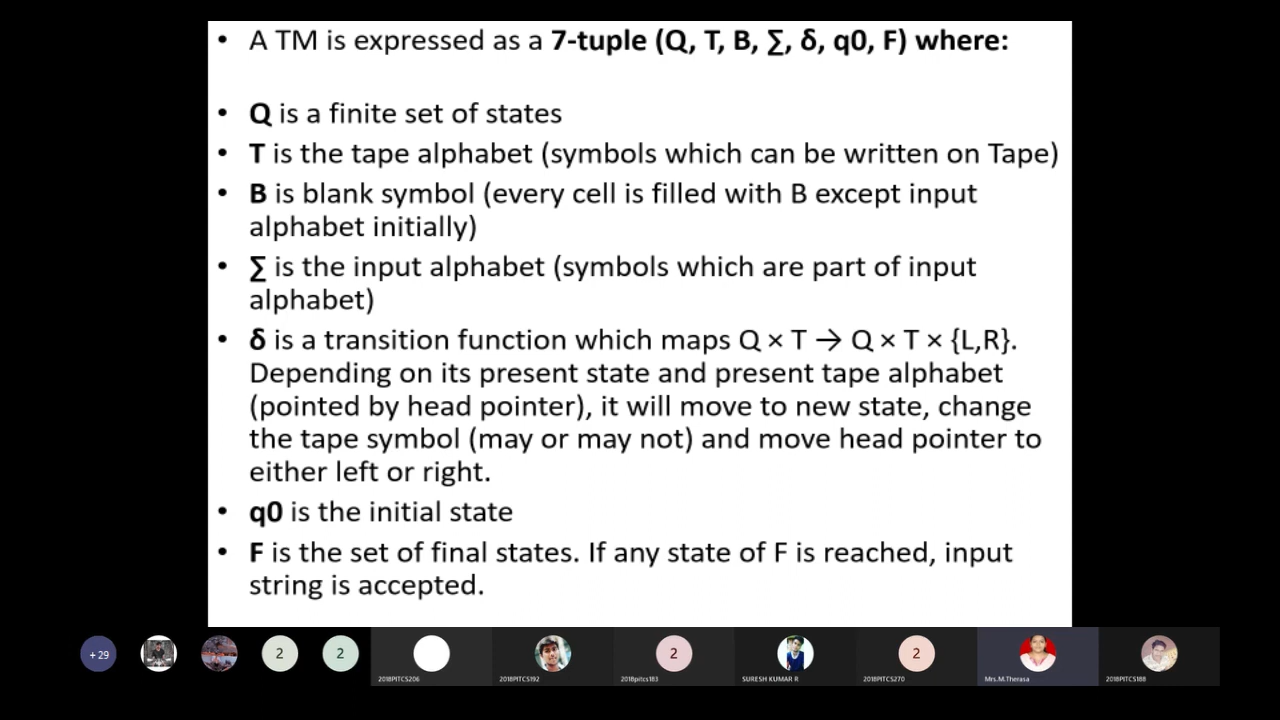 • A TM is expressed as a 7-tuple (Q, T, B, ∑, δ, q0, F) where:
• Q is a finite set of states
• T is the tape alphabet (symbols which can be written on Tape)
• B is blank symbol (every cell is filled with B except input
alphabet initially)
• ∑ is the input alphabet (symbols which are part of input
alphabet)
• δ is a transition function which maps Q × T → Q × T × {L,R}.
Depending on its present state and present tape alphabet
(pointed by head pointer), it will move to new state, change
the tape symbol (may or may not) and move head pointer to
either left or right.
• q0 is the initial state
• F is the set of final states. If any state of F is reached, input
string is accepted.
+ 29
2
2
2
2
2018PITCS206
2018PITCS192
2018pitcs183
SURESH KUMAR R
2018PITCS270
Mrs.M.Therasa
2018PITCS188